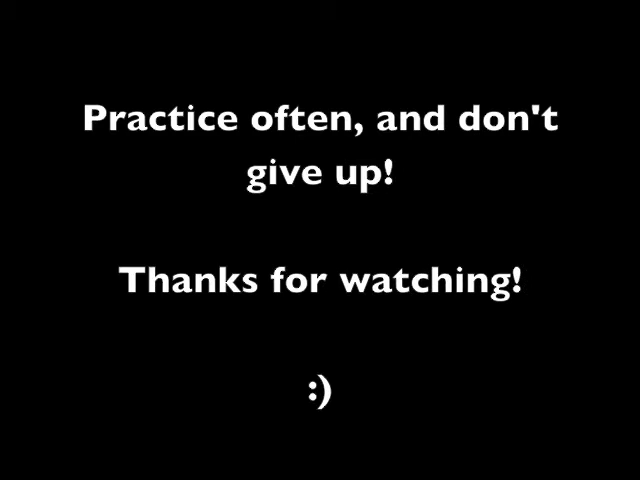 Practice often, and don't
give up!
Thanks for watching!
:)